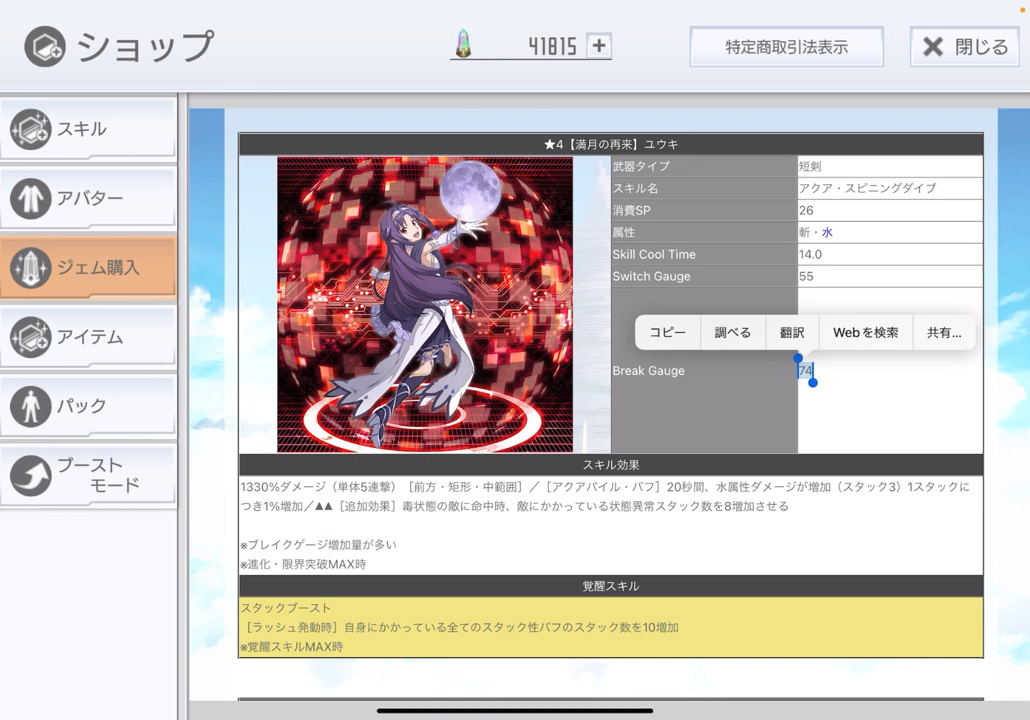 ショップ
41815
特定商取引法表示
閉じる
スキル
アバター
ジェム購入
アイテム
パック
ブースト
モード
★4【満月の再来】ユウキ
武器タイプ
短剣
スキル名
アクア・スピニングダイブ
消費SP
26
属性
斬・水
Skill Cool Time
14.0
Switch Gauge
55
コピー
調べる
翻訳
Webを検索
共有...
Break Gauge
74
スキル効果
1330%ダメージ（単体5連撃）［前方・矩形・中範囲］／［アクアパイル・バフ］20秒間、水属性ダメージが増加（スタック3）1スタックに
つき1%増加／▲▲［追加効果］毒状態の敵に命中時、敵にかかっている状態異常スタック数を8増加させる
※ブレイクゲージ増加量が多い
※進化・限界突破MAX時
覚醒スキル
スタックブースト
［ラッシュ発動時］自身にかかっている全てのスタック性バフのスタック数を10増加
※覚醒スキルMAX時